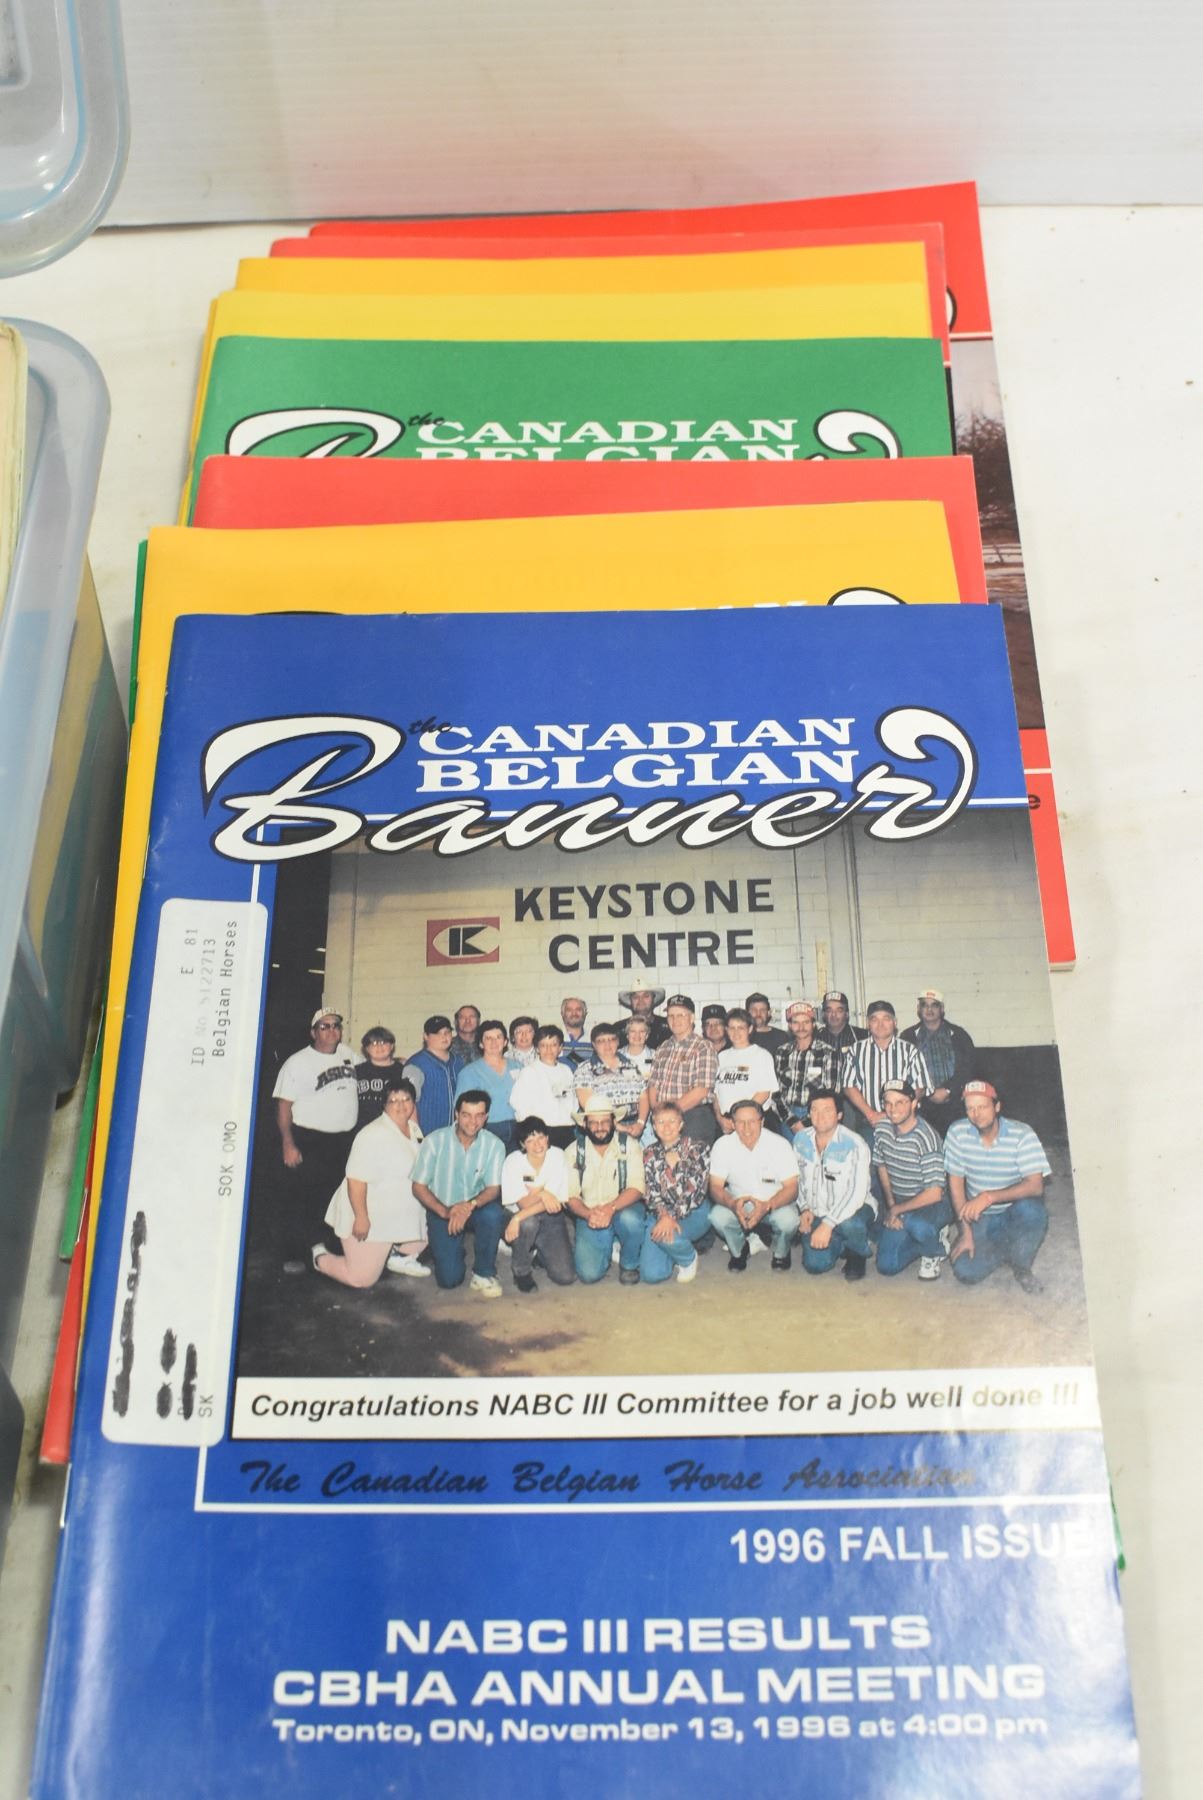 the
CANADIAN
BELGIAN
the
CANADIAN
BELGIAN
Banner
KEYSTONE
K CENTRE
E 81
ID No 5122713
Belgian Horses
SOK OMO
SK
Congratulations NABC III Committee for a job well done !!!
The Canadian Belgian Horse Association
1996 FALL ISSUE
NABC III RESULTS
CBHA ANNUAL MEETING
Toronto, ON, November 13, 1996 at 4:00 pm